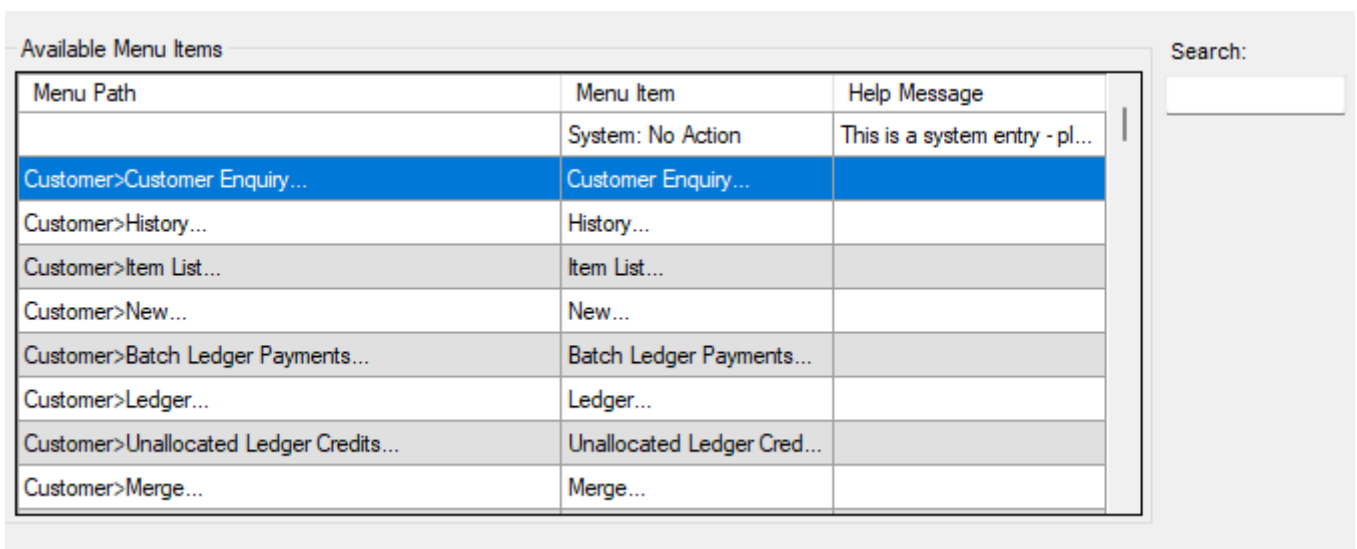 Available Menu Items
Search:
Menu Path Menu Item Help Message
System: No Action This is a system entry - pl...
Customer>Customer Enquiry... Customer Enquiry...
Customer>History... History...
Customer>Item List... Item List...
Customer>New... New...
Customer>Batch Ledger Payments... Batch Ledger Payments...
Customer>Ledger... Ledger...
Customer>Unallocated Ledger Credits... Unallocated Ledger Cred...
Customer>Merge... Merge...